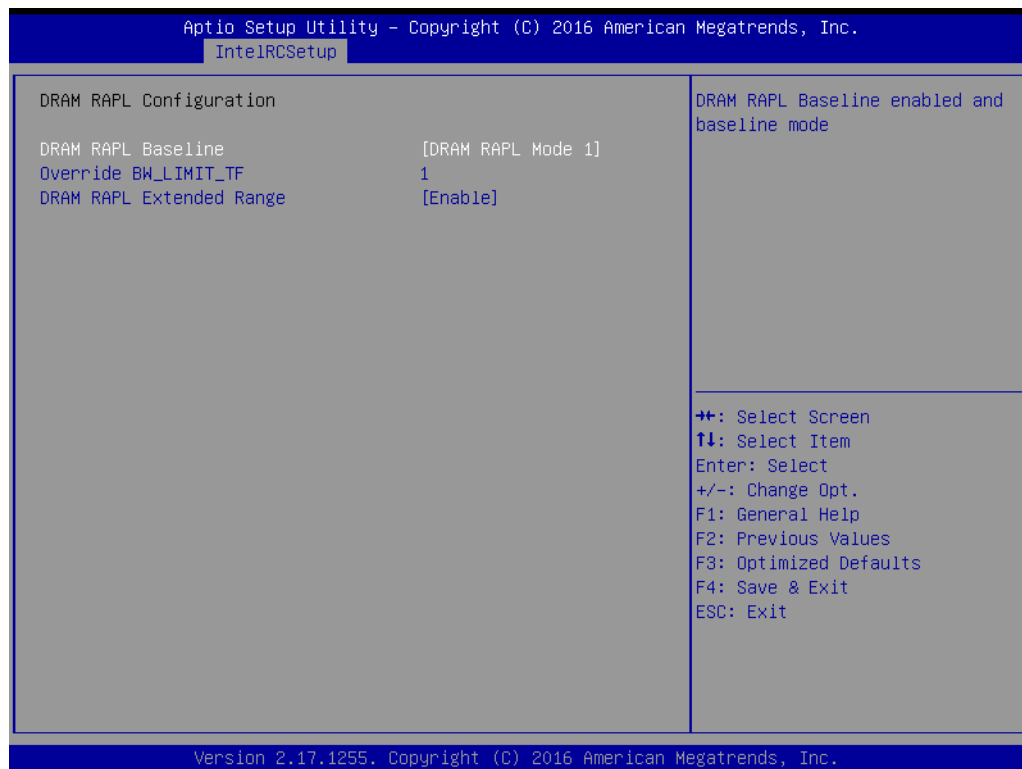 Aptio Setup Utility – Copyright (C) 2016 American Megatrends, Inc.
IntelRCSetup
DRAM RAPL Configuration
DRAM RAPL Baseline [DRAM RAPL Mode 1]
Override BW_LIMIT_TF 1
DRAM RAPL Extended Range [Enable]
DRAM RAPL Baseline enabled and
baseline mode
→←: Select Screen
↑↓: Select Item
Enter: Select
+/-: Change Opt.
F1: General Help
F2: Previous Values
F3: Optimized Defaults
F4: Save & Exit
ESC: Exit
Version 2.17.1255. Copyright (C) 2016 American Megatrends, Inc.